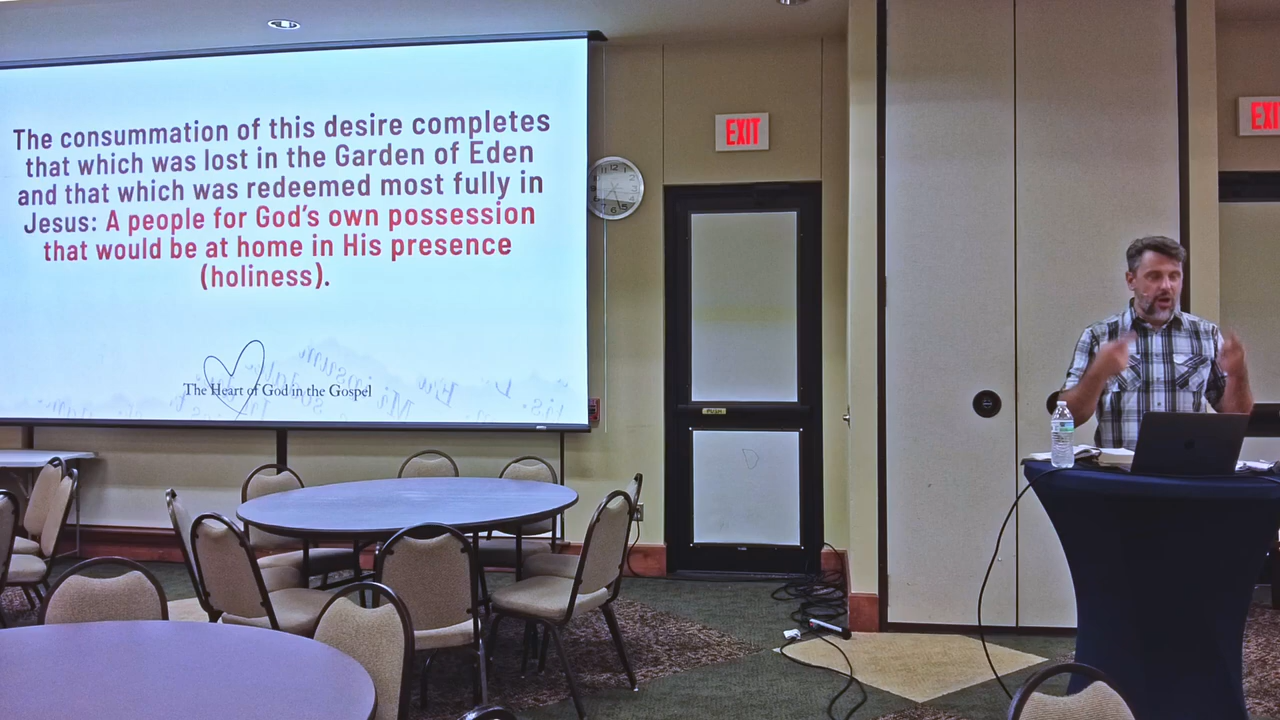 The consummation of this desire completes
that which was lost in the Garden of Eden
and that which was redeemed most fully in
Jesus: A people for God's own possession
that would be at home in His presence
(holiness).
The Heart of God in the Gospel
EXIT
EXI
PUSH